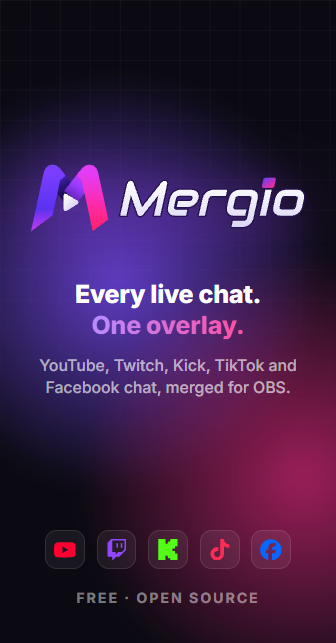 Mergio
Every live chat.
One overlay.
YouTube, Twitch, Kick, TikTok and
Facebook chat, merged for OBS.
FREE · OPEN SOURCE